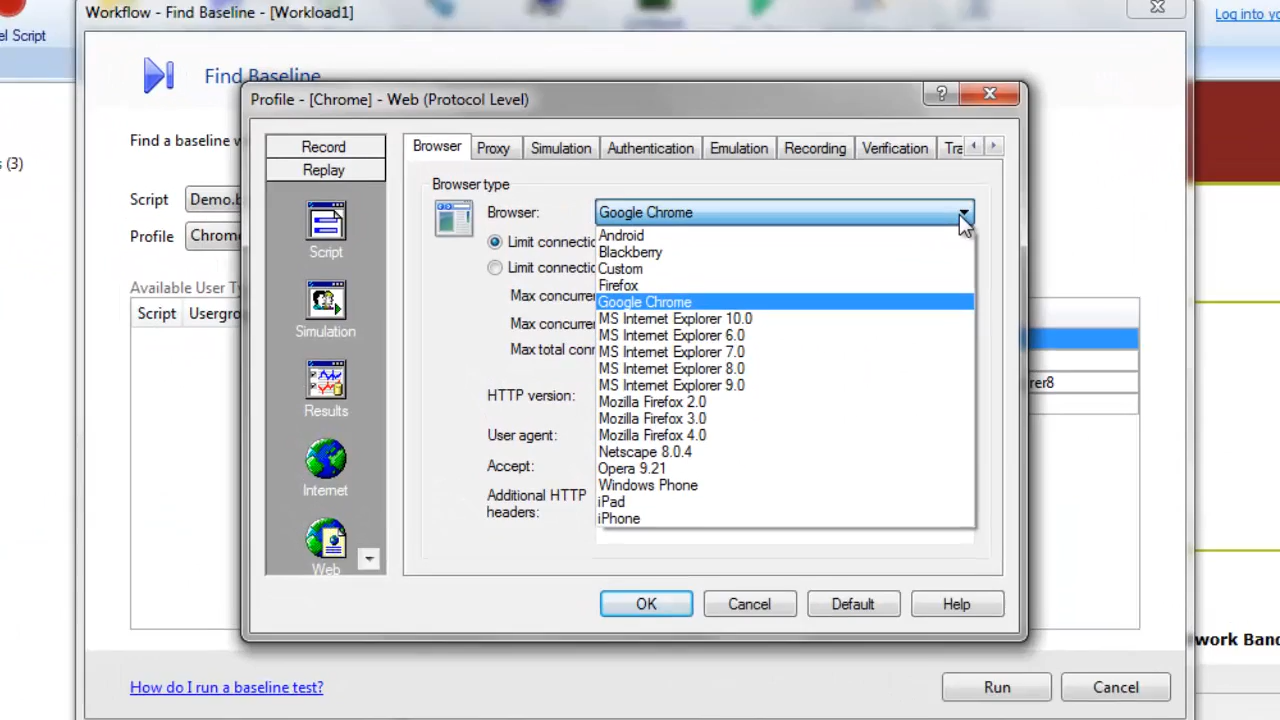 Workflow - Find Baseline - [Workload1]
Log into yo
el Script
Find Baseline
Profile - [Chrome] - Web (Protocol Level)
?
Find a baseline w
s (3)
Record
Replay
Browser
Proxy
Simulation
Authentication
Emulation
Recording
Verification
Tra
Browser type
Script
Demo.b
Browser:
Google Chrome
Profile
Chrome
Limit connectio
Limit connectio
Max concurre
Max concurre
Max total conn
HTTP version:
User agent:
Accept:
Additional HTTP
headers:
Android
Blackberry
Custom
Firefox
Google Chrome
MS Internet Explorer 10.0
MS Internet Explorer 6.0
MS Internet Explorer 7.0
MS Internet Explorer 8.0
MS Internet Explorer 9.0
Mozilla Firefox 2.0
Mozilla Firefox 3.0
Mozilla Firefox 4.0
Netscape 8.0.4
Opera 9.21
Windows Phone
iPad
iPhone
Script
Simulation
Results
Internet
Web
Available User Ty
Script
Usergro
rer8
OK
Cancel
Default
Help
work Band
How do I run a baseline test?
Run
Cancel